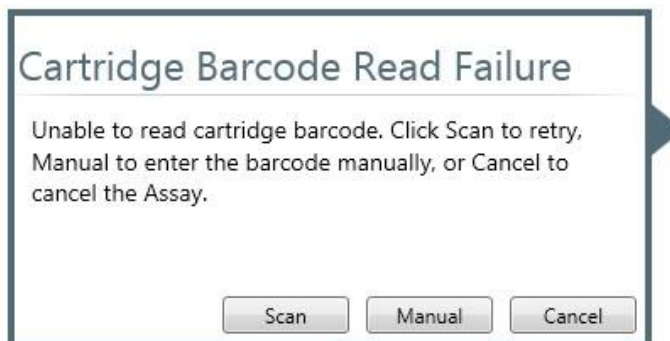 Cartridge Barcode Read Failure
Unable to read cartridge barcode. Click Scan to retry,
Manual to enter the barcode manually, or Cancel to
cancel the Assay.
Scan Manual Cancel